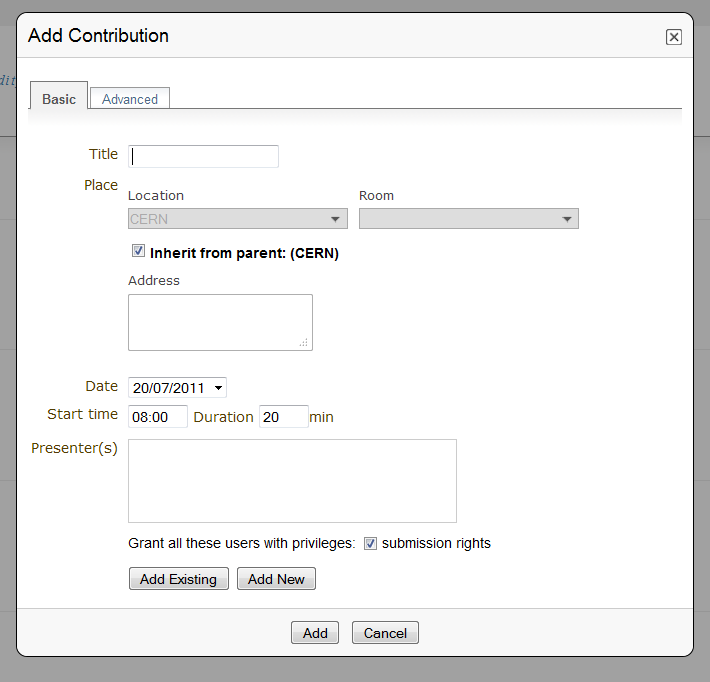 Add Contribution
Basic Advanced
Title
Place
Location Room
CERN
Inherit from parent: (CERN)
Address
Date 20/07/2011
Start time 08:00 Duration 20 min
Presenter(s)
Grant all these users with privileges: submission rights
Add Existing Add New
Add Cancel